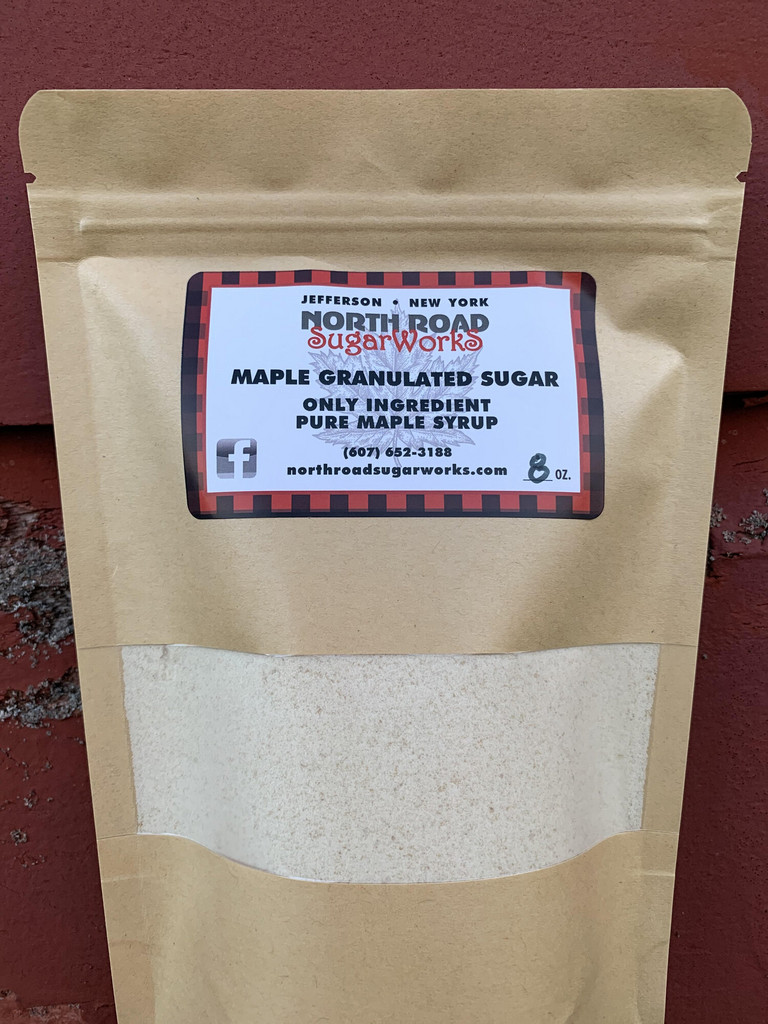 JEFFERSON • NEW YORK
NORTH ROAD
SugarWorks
MAPLE GRANULATED SUGAR
ONLY INGREDIENT
PURE MAPLE SYRUP
(607) 652-3188
northroadsugarworks.com 8 OZ.